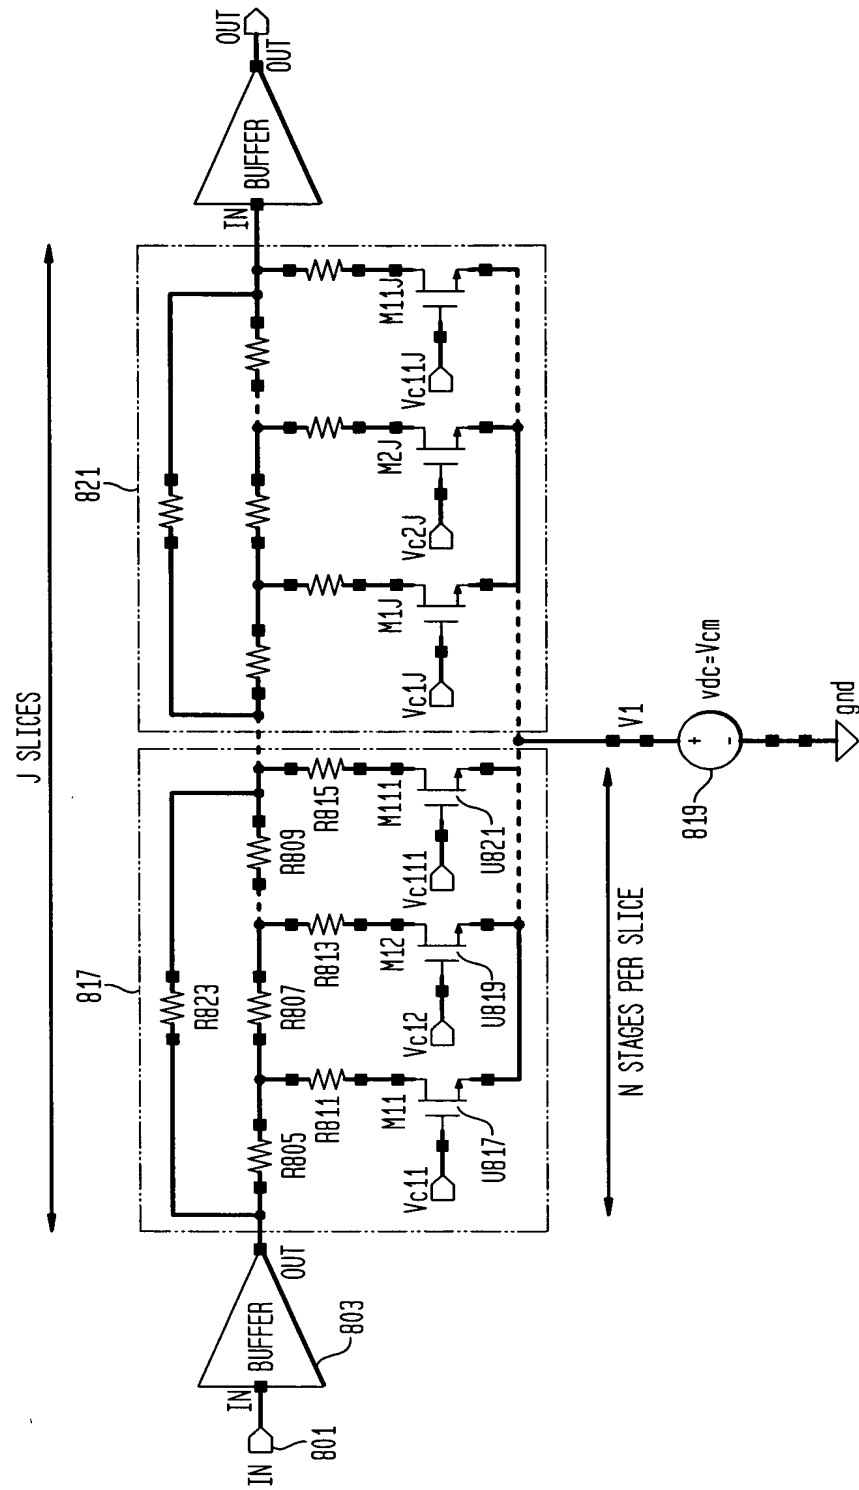 J SLICES
817
821
R823
IN
801
IN
BUFFER
803
OUT
R805
R807
R809
IN
BUFFER
OUT
OUT
R811
R813
R815
M11
M12
M111
M1J
M2J
M11J
Vc11
Vc12
Vc111
Vc1J
Vc2J
Vc11J
U817
U819
U821
N STAGES PER SLICE
V1
819
+
-
vdc=Vcm
gnd